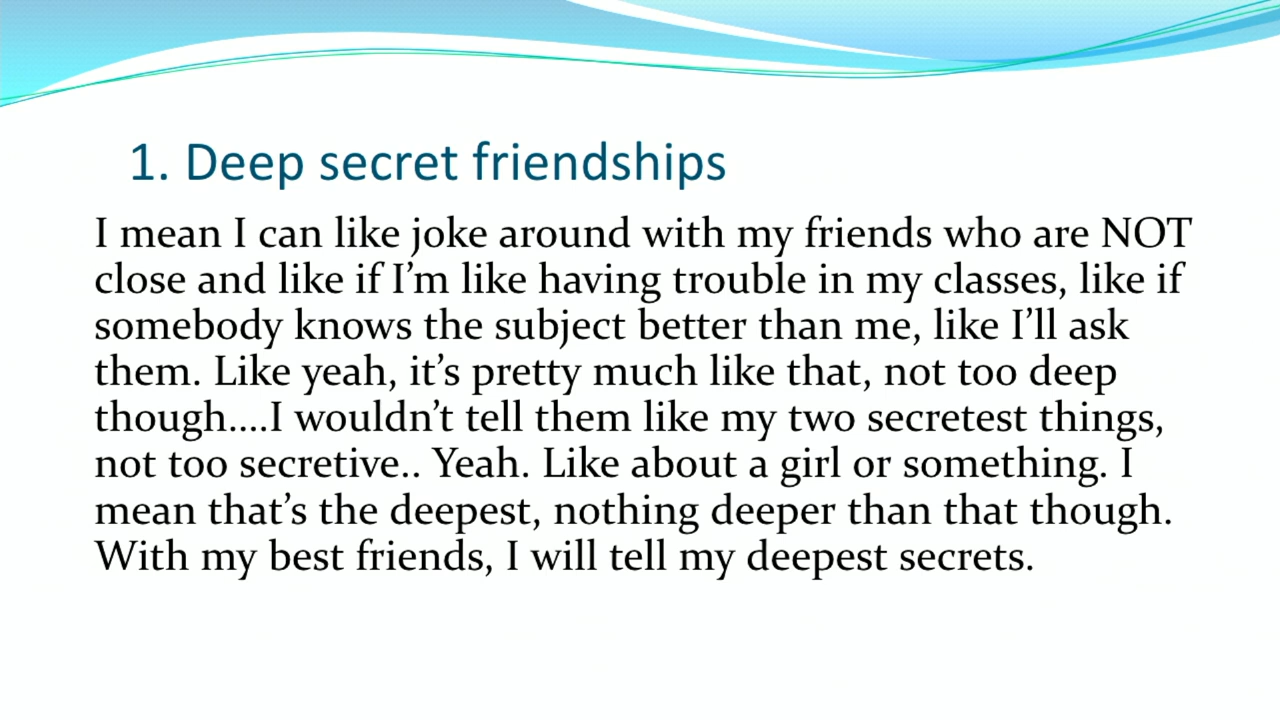 1. Deep secret friendships
I mean I can like joke around with my friends who are NOT
close and like if I’m like having trouble in my classes, like if
somebody knows the subject better than me, like I’ll ask
them. Like yeah, it’s pretty much like that, not too deep
though….I wouldn’t tell them like my two secretest things,
not too secretive.. Yeah. Like about a girl or something. I
mean that’s the deepest, nothing deeper than that though.
With my best friends, I will tell my deepest secrets.